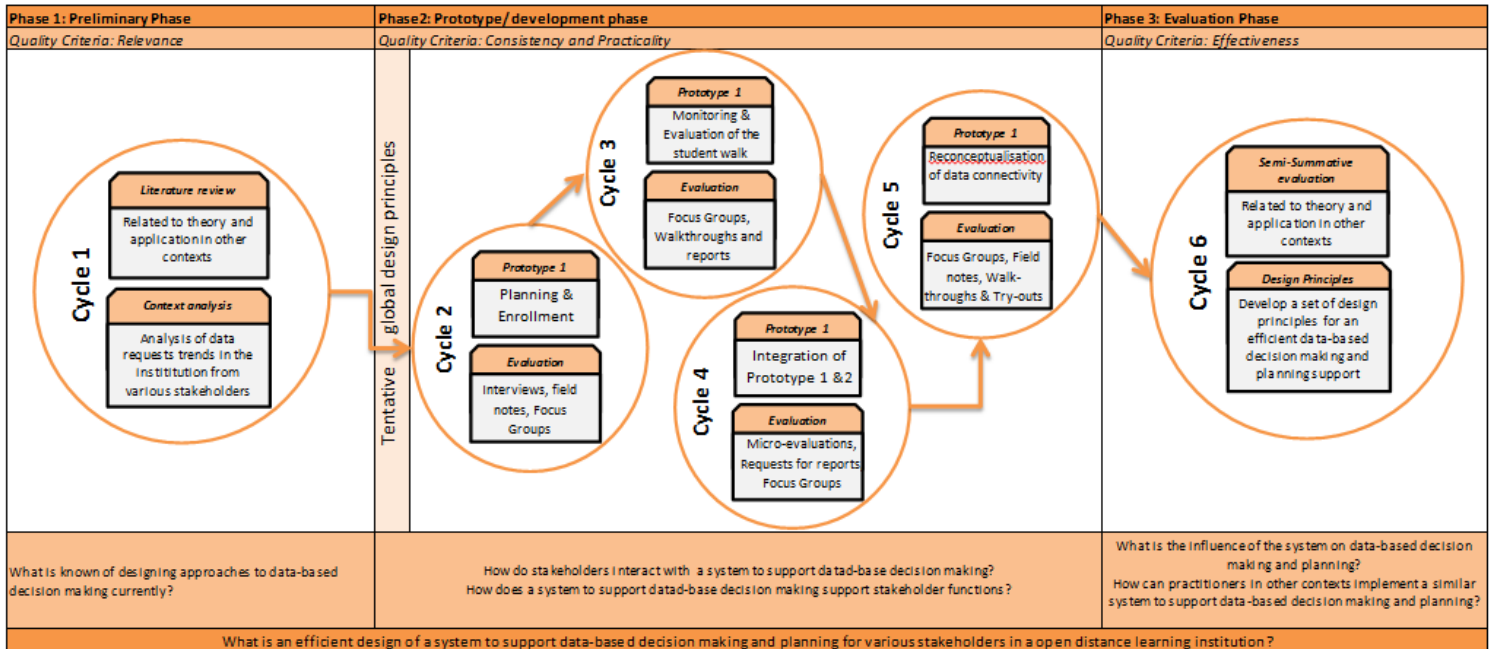 Phase 1: Preliminary Phase
Phase2: Prototype/ development phase
Phase 3: Evaluation Phase
Quality Criteria: Relevance
Quality Criteria: Consistency and Practicality
Quality Criteria: Effectiveness
Cycle 1
Literature review
Related to theory and
application in other
contexts
Context analysis
Analysis of data
requests trends in the
instititution from
various stakeholders
Tentative global design principles
Cycle 2
Prototype 1
Planning &
Enrollment
Evaluation
Interviews, field
notes, Focus
Groups
Cycle 3
Prototype 1
Monitoring &
Evaluation of the
student walk
Evaluation
Focus Groups,
Walkthroughs and
reports
Cycle 4
Prototype 1
Integration of
Prototype 1 &2
Evaluation
Micro-evaluations,
Requests for reports
Focus Groups
Cycle 5
Prototype 1
Reconceptualisation
of data connectivity
Evaluation
Focus Groups, Field
notes, Walk-
throughs & Try-outs
Cycle 6
Semi-Summative
evaluation
Related to theory and
application in other
contexts
Design Principles
Develop a set of design
principles for an
efficient data-based
decision making and
planning support
What is known of designing approaches to data-based
decision making currently?
How do stakeholders interact with a system to support datad-base decision making?
How does a system to support datad-base decision making support stakeholder functions?
What is the influence of the system on data-based decision
making and planning?
How can practitioners in other contexts implement a similar
system to support data-based decision making and planning?
What is an efficient design of a system to support data-based decision making and planning for various stakeholders in a open distance learning institution?